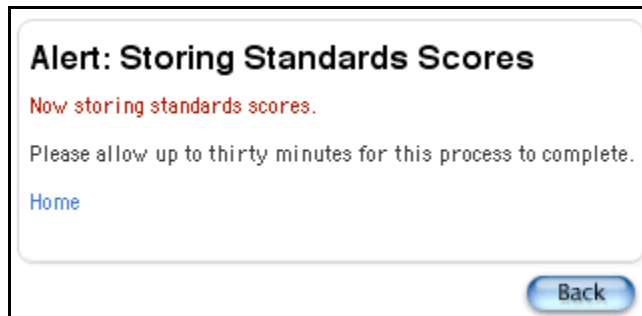 Alert: Storing Standards Scores
Now storing standards scores.
Please allow up to thirty minutes for this process to complete.
Home
Back